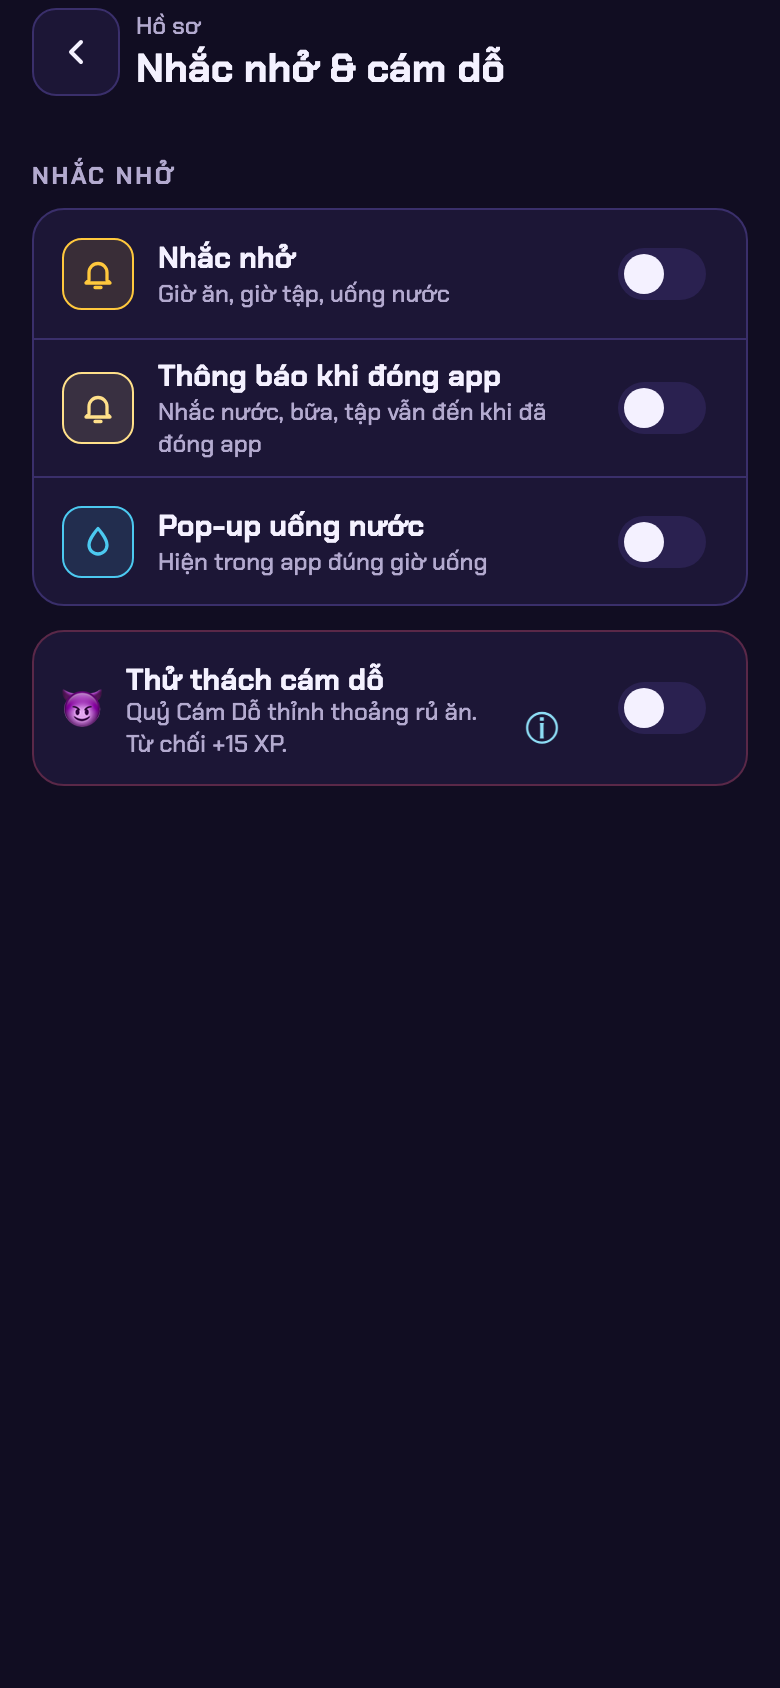 Hồ sơ
Nhắc nhở & cám dỗ
NHẮC NHỞ
Nhắc nhở
Giờ ăn, giờ tập, uống nước
Thông báo khi đóng app
Nhắc nước, bữa, tập vẫn đến khi đã
đóng app
Pop-up uống nước
Hiện trong app đúng giờ uống
Thử thách cám dỗ
Quỷ Cám Dỗ thỉnh thoảng rủ ăn.
Từ chối +15 XP.